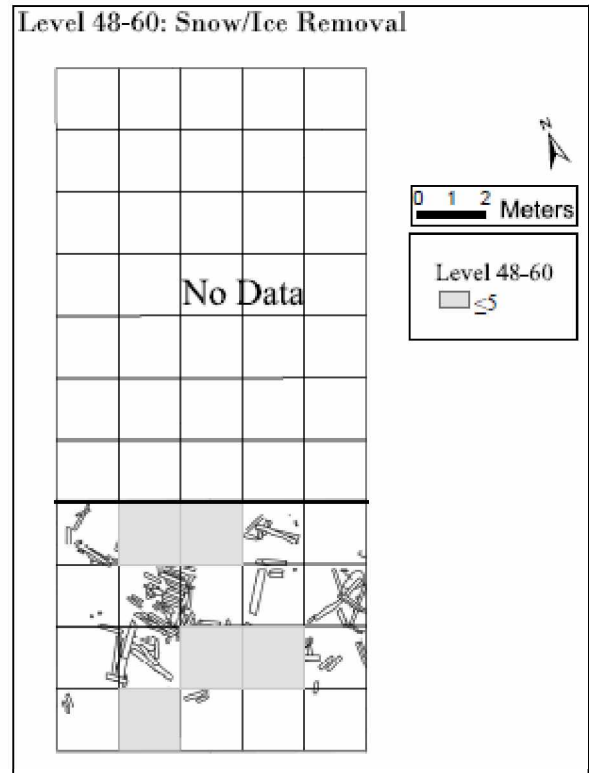 Level 48-60: Snow/Ice Removal
N
0 1 2 Meters
Level 48-60
≤5
No Data